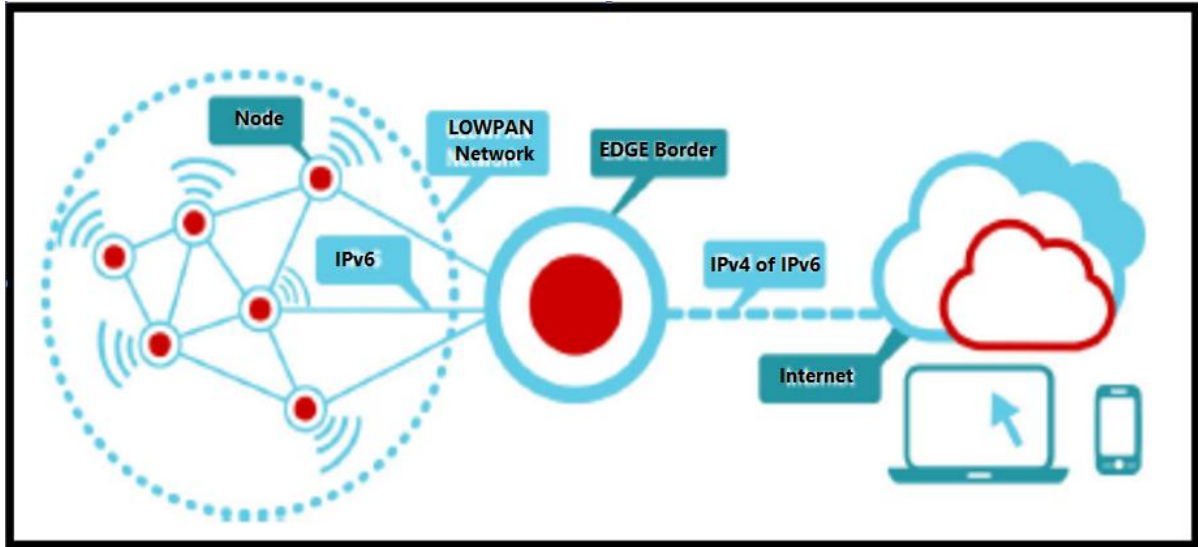 Node
LOWPAN
Network
EDGE Border
IPv6
IPv4 of IPv6
Internet